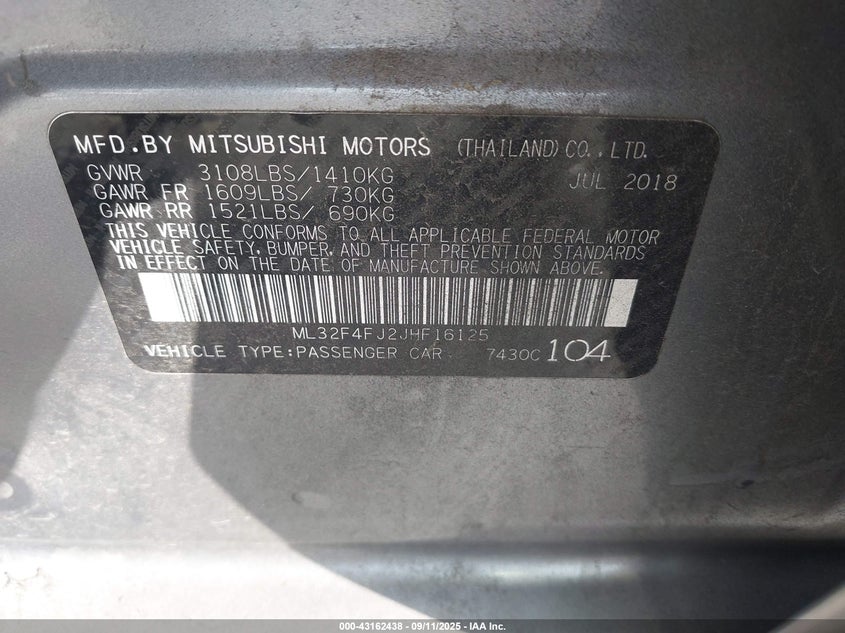 MFD.BY MITSUBISHI MOTORS (THAILAND) CO.,LTD.
GVWR 3108LBS/1410KG JUL 2018
GAWR FR 1609LBS/ 730KG
GAWR RR 1521LBS/ 690KG
THIS VEHICLE CONFORMS TO ALL APPLICABLE FEDERAL MOTOR
VEHICLE SAFETY, BUMPER, AND THEFT PREVENTION STANDARDS
IN EFFECT ON THE DATE OF MANUFACTURE SHOWN ABOVE.
ML32F4FJ2JHF16125
VEHICLE TYPE:PASSENGER CAR 7430C 104
000-43162438 - 09/11/2025 - IAA Inc.